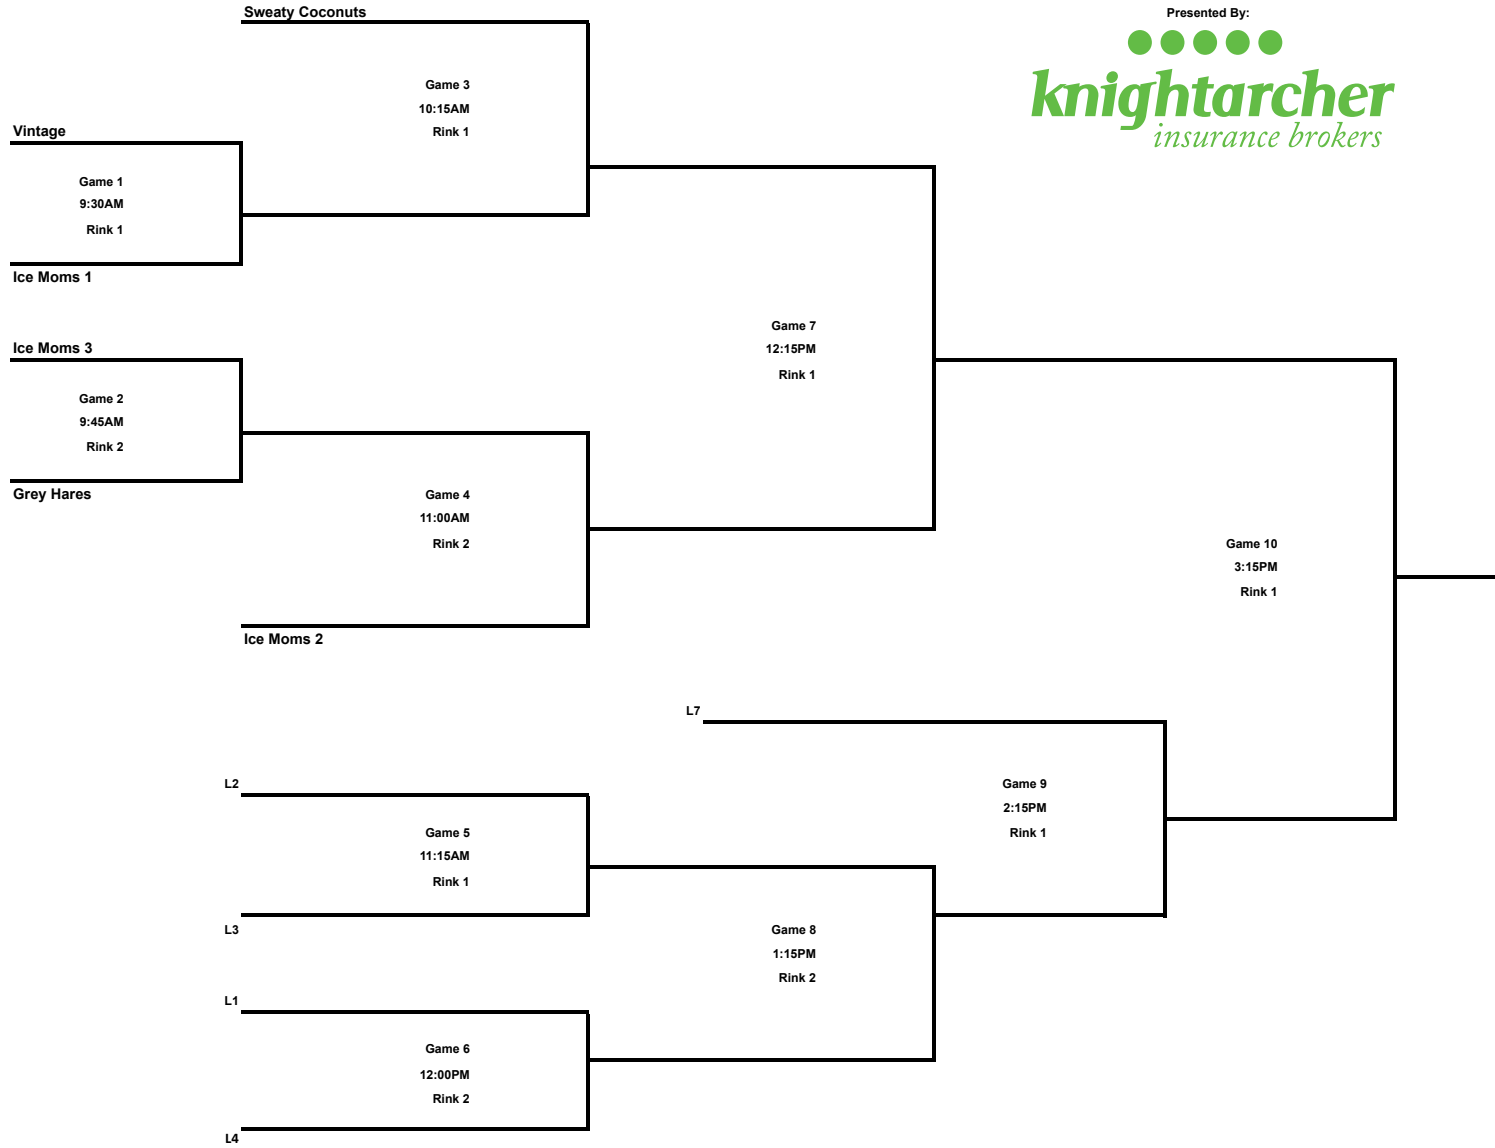 Sweaty Coconuts
Presented By:
knightarcher
insurance brokers
Game 3
10:15AM
Rink 1
Vintage
Game 1
9:30AM
Rink 1
Ice Moms 1
Ice Moms 3
Game 2
9:45AM
Rink 2
Grey Hares
Game 7
12:15PM
Rink 1
Game 4
11:00AM
Rink 2
Ice Moms 2
Game 10
3:15PM
Rink 1
L7
L2
Game 9
2:15PM
Rink 1
Game 5
11:15AM
Rink 1
L3
Game 8
1:15PM
Rink 2
L1
Game 6
12:00PM
Rink 2
L4